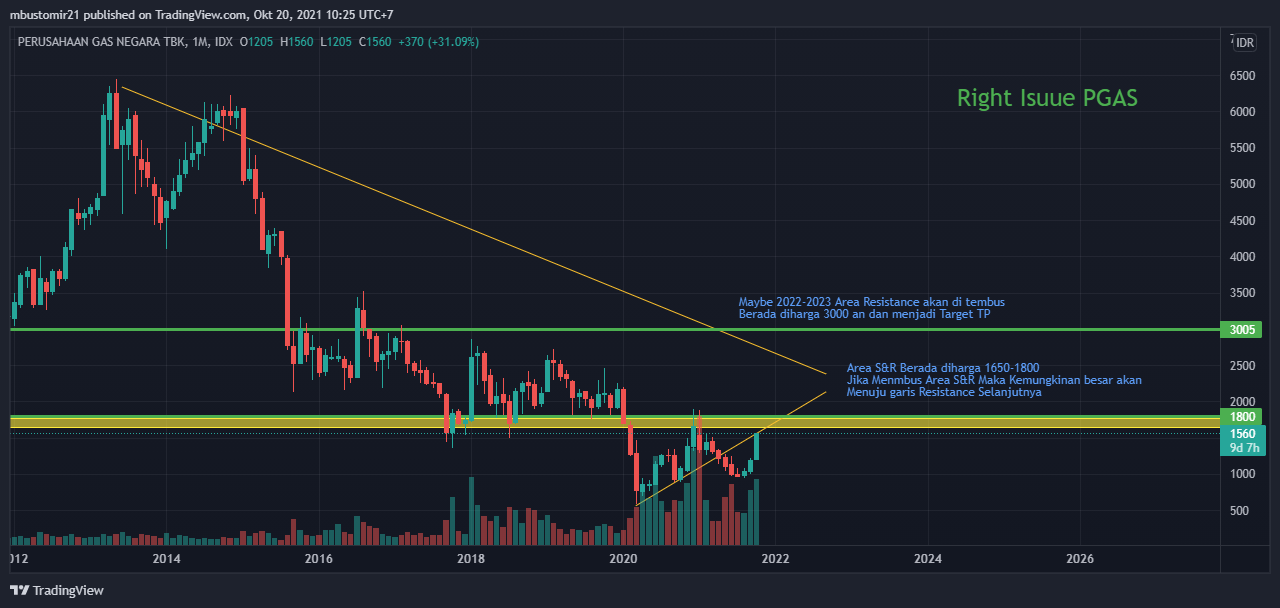 mbustomir21 published on TradingView.com, Okt 20, 2021 10:25 UTC+7
PERUSAHAAN GAS NEGARA TBK, 1M, IDX O1205 H1560 L1205 C1560 +370 (+31.09%)
IDR
Right Isuue PGAS
6500
6000
5500
5000
4500
4000
3500
Maybe 2022-2023 Area Resistance akan di tembus
Berada diharga 3000 an dan menjadi Target TP
3005
2500
Area S&R Berada diharga 1650-1800
Jika Menmbus Area S&R Maka Kemungkinan besar akan
Menuju garis Resistance Selanjutnya
2000
1800
1560
9d 7h
1000
500
012 2014 2016 2018 2020 2022 2024 2026
TradingView